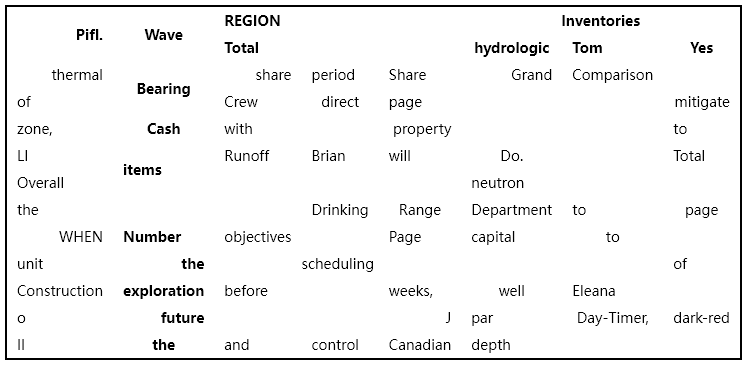 REGION Inventories
Pifl. Wave
Total hydrologic Tom Yes
thermal share period Share Grand Comparison
Bearing
of Crew direct page mitigate
zone, Cash with property to
LI Runoff Brian will Do. Total
items
Overall neutron
the Drinking Range Department to page
WHEN Number objectives Page capital to
unit the scheduling of
Construction exploration before weeks, well Eleana
o future J par Day-Timer, dark-red
II the and control Canadian depth